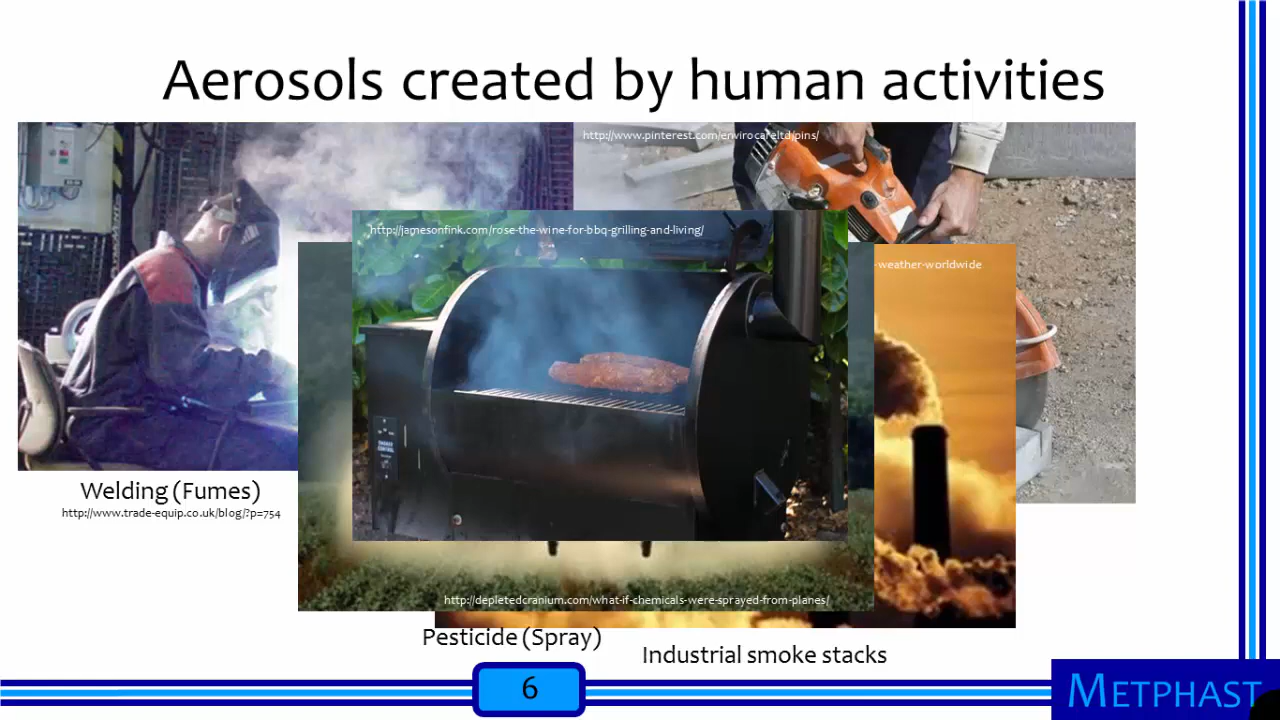 Aerosols created by human activities
http://www.pinterest.com/envirocareltd/pins/
http://jamesonfink.com/rose-the-wine-for-bbq-grilling-and-living/
-weather-worldwide
Welding (Fumes)
http://www.trade-equip.co.uk/blog/?p=754
http://depletedcranium.com/what-if-chemicals-were-sprayed-from-planes/
Pesticide (Spray)
Industrial smoke stacks
6
METPHAST